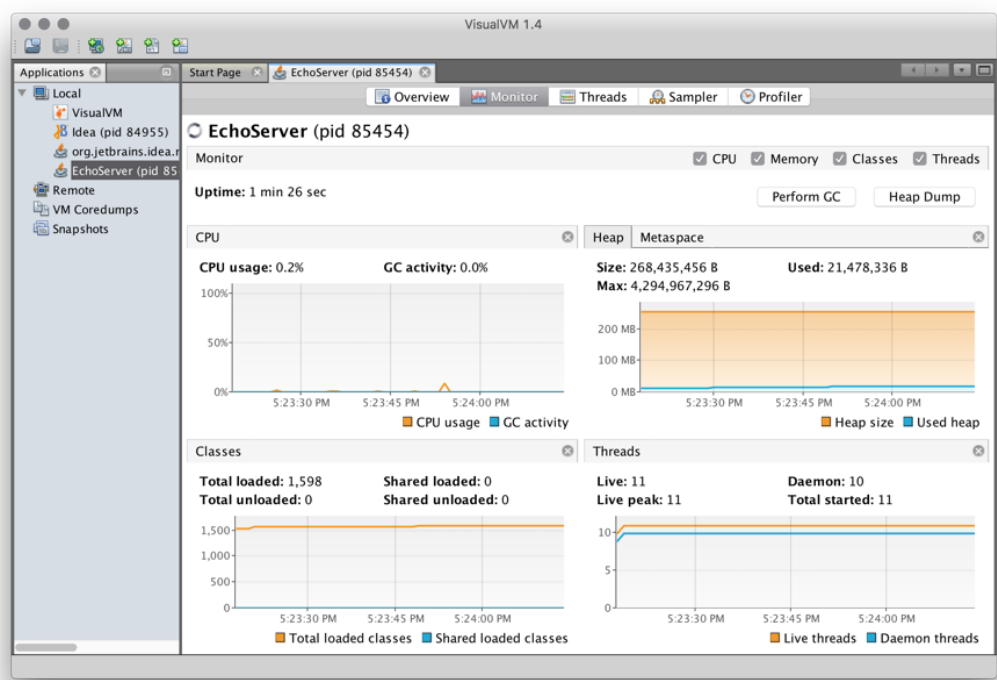 VisualVM 1.4
Applications
Start Page
EchoServer (pid 85454)
Local
VisualVM
Idea (pid 84955)
org.jetbrains.idea.r
EchoServer (pid 85
Remote
VM Coredumps
Snapshots
Overview
Monitor
Threads
Sampler
Profiler
EchoServer (pid 85454)
Monitor
CPU
Memory
Classes
Threads
Uptime: 1 min 26 sec
Perform GC
Heap Dump
CPU
CPU usage: 0.2%
GC activity: 0.0%
100%
50%
0%
5:23:30 PM
5:23:45 PM
5:24:00 PM
CPU usage
GC activity
Heap
Metaspace
Size: 268,435,456 B
Used: 21,478,336 B
Max: 4,294,967,296 B
200 MB
100 MB
0 MB
5:23:30 PM
5:23:45 PM
5:24:00 PM
Heap size
Used heap
Classes
Total loaded: 1,598
Shared loaded: 0
Total unloaded: 0
Shared unloaded: 0
1,500
1,000
500
0
5:23:30 PM
5:23:45 PM
5:24:00 PM
Total loaded classes
Shared loaded classes
Threads
Live: 11
Daemon: 10
Live peak: 11
Total started: 11
10
5
0
5:23:30 PM
5:23:45 PM
5:24:00 PM
Live threads
Daemon threads